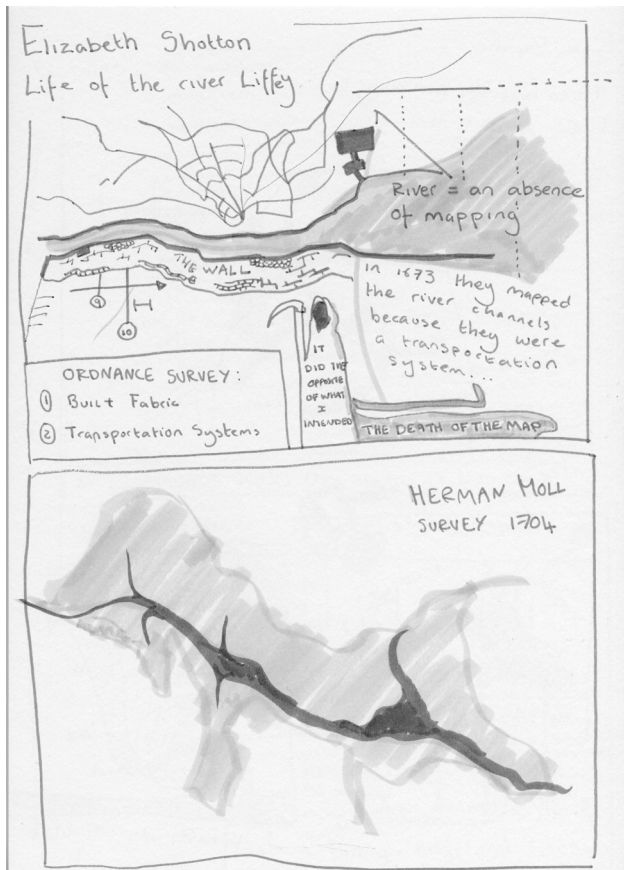 Elizabeth Shotton
Life of the river Liffey
River = an absence
of mapping
THE WALL
9
10
In 1673 they mapped
the river channels
because they were
a transportation
system...
ORDNANCE SURVEY:
1 Built Fabric
2 Transportation Systems
IT
DID THE
OPPOSITE
OF WHAT
I
INTENDED
THE DEATH OF THE MAP
HERMAN MOLL
SURVEY 1704